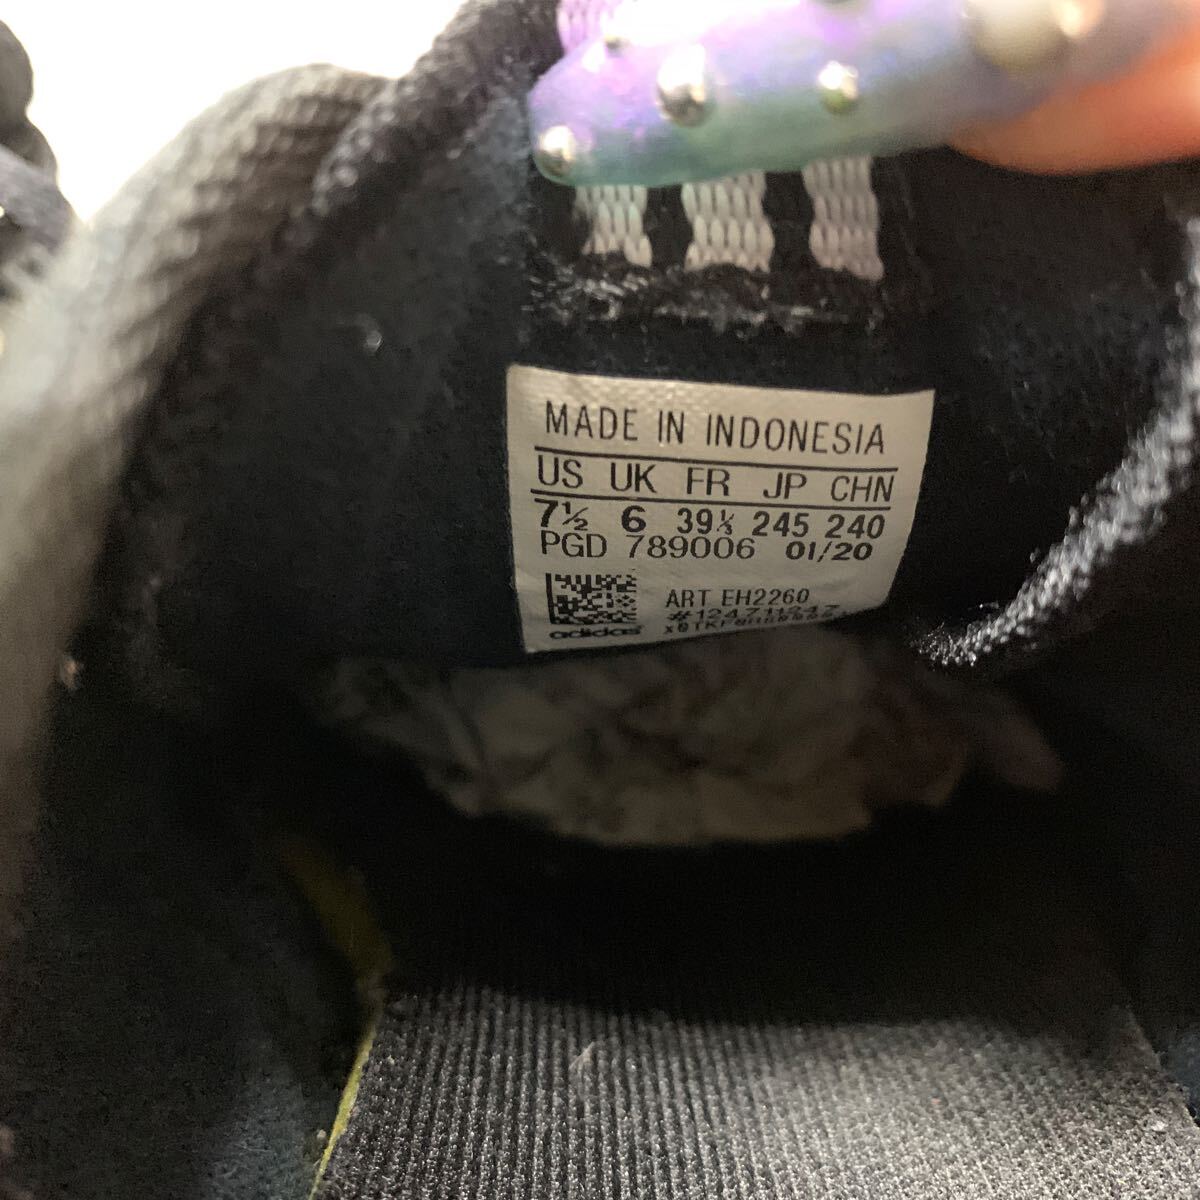 MADE IN INDONESIA
US UK FR JP CHN
7½ 6 39⅓ 245 240
PGD 789006 01/20
ART EH2260
adidas